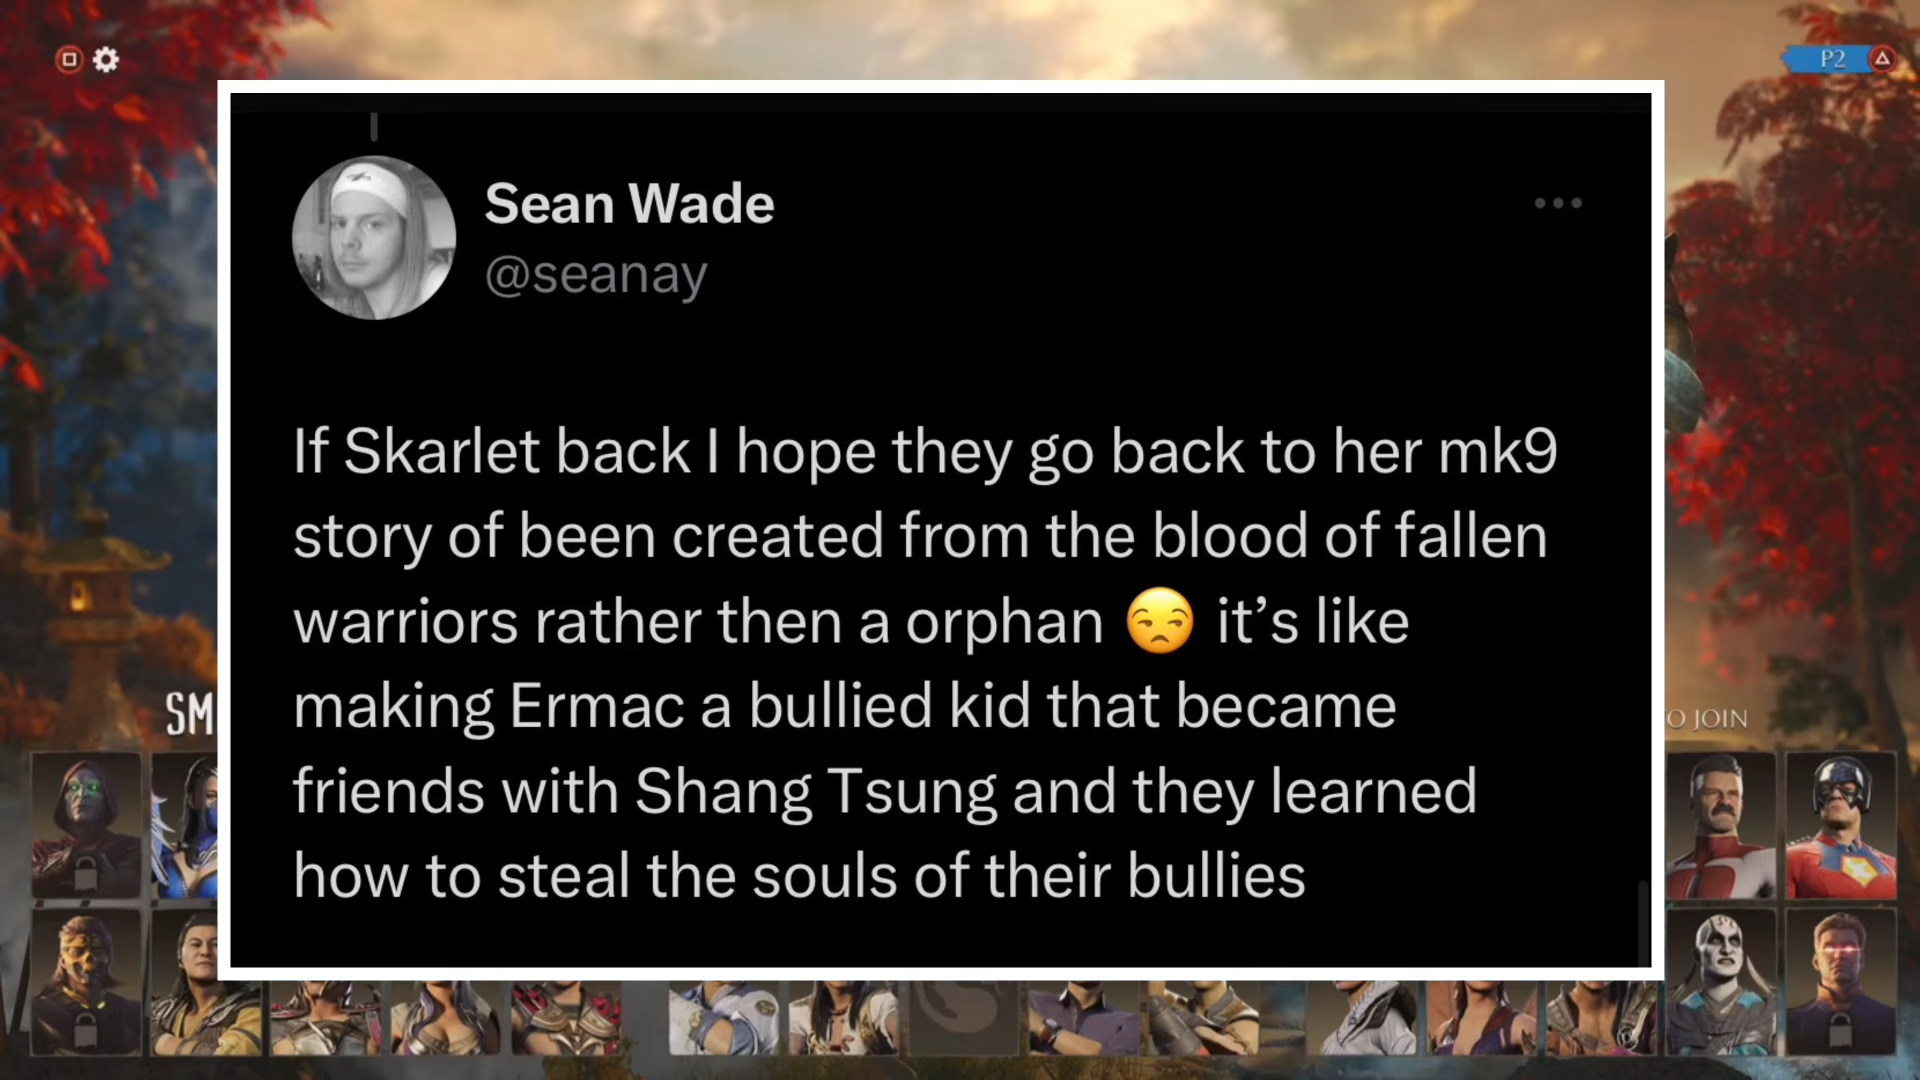 P2
Sean Wade
@seanay
If Skarlet back I hope they go back to her mk9
story of been created from the blood of fallen
warriors rather then a orphan 😒 it’s like
making Ermac a bullied kid that became
friends with Shang Tsung and they learned
how to steal the souls of their bullies
SM
O JOIN